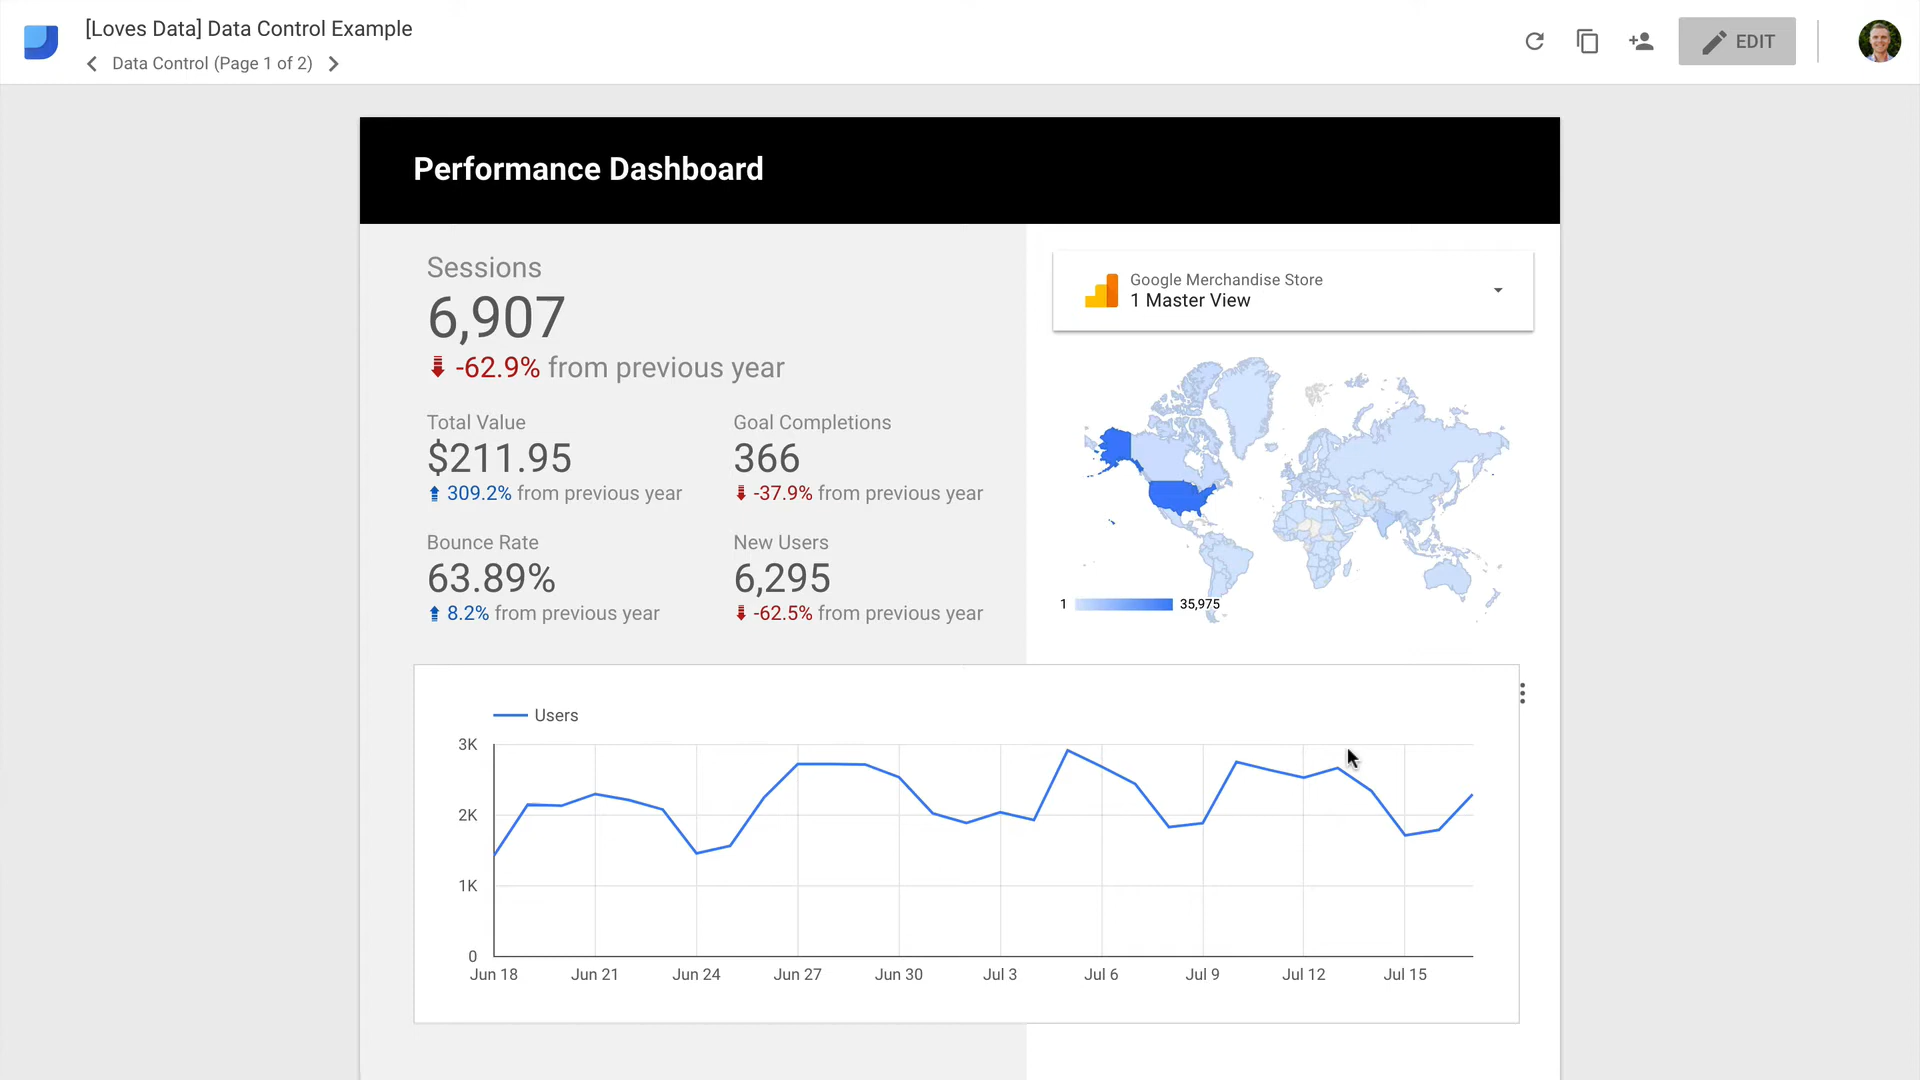 [Loves Data] Data Control Example
Data Control (Page 1 of 2)
EDIT
Performance Dashboard
Sessions
6,907
-62.9% from previous year
Total Value
$211.95
309.2% from previous year
Goal Completions
366
-37.9% from previous year
Bounce Rate
63.89%
8.2% from previous year
New Users
6,295
-62.5% from previous year
Google Merchandise Store
1 Master View
1 35,975
Users
3K
2K
1K
0
Jun 18 Jun 21 Jun 24 Jun 27 Jun 30 Jul 3 Jul 6 Jul 9 Jul 12 Jul 15